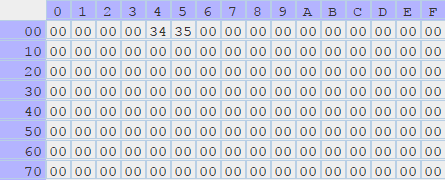 0 1 2 3 4 5 6 7 8 9 A B C D E F
00 00 00 00 00 34 35 00 00 00 00 00 00 00 00 00 00
10 00 00 00 00 00 00 00 00 00 00 00 00 00 00 00 00
20 00 00 00 00 00 00 00 00 00 00 00 00 00 00 00 00
30 00 00 00 00 00 00 00 00 00 00 00 00 00 00 00 00
40 00 00 00 00 00 00 00 00 00 00 00 00 00 00 00 00
50 00 00 00 00 00 00 00 00 00 00 00 00 00 00 00 00
60 00 00 00 00 00 00 00 00 00 00 00 00 00 00 00 00
70 00 00 00 00 00 00 00 00 00 00 00 00 00 00 00 00